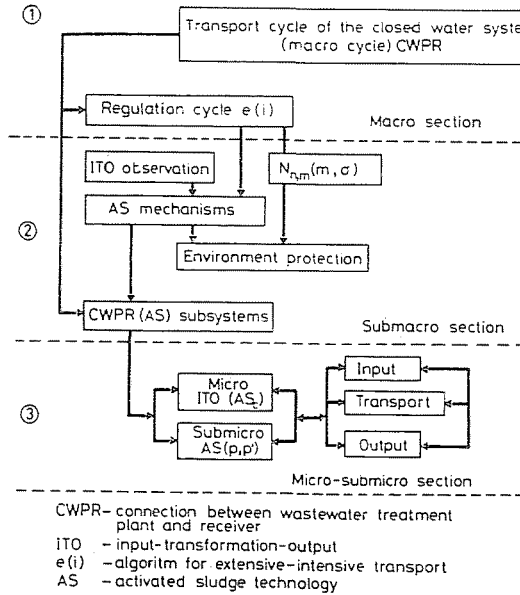 ①
Transport cycle of the closed water syste
(macro cycle) CWPR
Regulation cycle e(i)
Macro section
②
ITO observation
N n,m (m, σ)
AS mechanisms
Environment protection
CWPR (AS) subsystems
Submacro section
③
Micro
ITO (AS t)
Submicro
AS(p,p')
Input
Transport
Output
Micro-submicro section
CWPR – connection between wastewater treatment
plant and receiver
ITO – input-transformation-output
e(i) – algoritm for extensive-intensive transport
AS – activated sludge technology